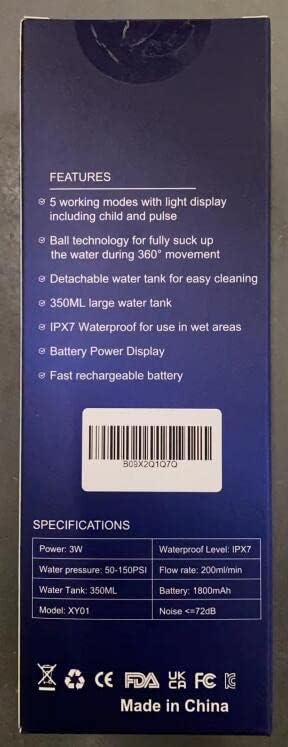 FEATURES
5 working modes with light display
including child and pulse
Ball technology for fully suck up
the water during 360° movement
Detachable water tank for easy cleaning
350ML large water tank
IPX7 Waterproof for use in wet areas
Battery Power Display
Fast rechargeable battery
B09X2Q1Q7Q
SPECIFICATIONS
Power: 3W Waterproof Level: IPX7
Water pressure: 50-150PSI Flow rate: 200ml/min
Water Tank: 350ML Battery: 1800mAh
Model: XY01 Noise <=72dB
CE FDA UK CA FC
Made in China